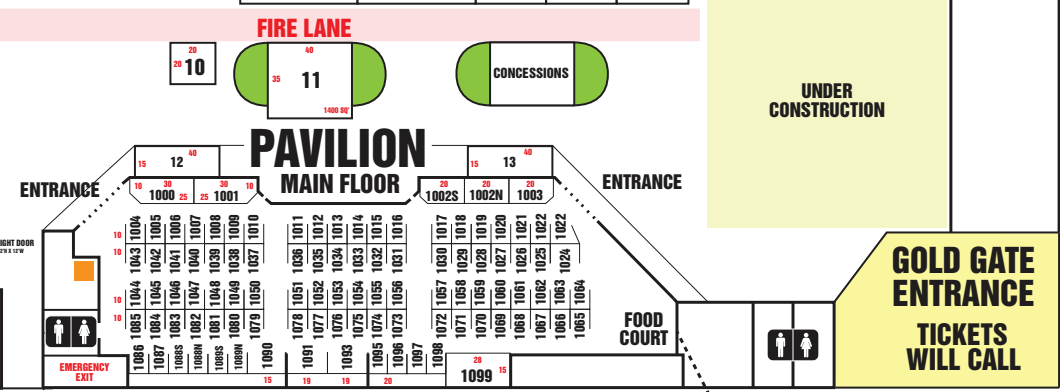 FIRE LANE
20
20 10
40
35
11
1400 SQ'
CONCESSIONS
UNDER
CONSTRUCTION
PAVILION
MAIN FLOOR
40
15 12
40
15 13
ENTRANCE
ENTRANCE
10 30 30 10
1000 25 25 1001
20 20 20
1002S 1002N 1003
IGHT DOOR
10 1004 1005 1006 1007 1008 1009 1010 1011 1012 1013 1014 1015 1016 1017 1018 1019 1020 1021 1022 1022
10 1043 1042 1041 1040 1039 1038 1037 1036 1035 1034 1033 1032 1031 1030 1029 1028 1027 1026 1025 1024
10 1044 1045 1046 1047 1048 1049 1050 1051 1052 1053 1054 1055 1056 1057 1058 1059 1060 1061 1062 1063 1064
10 1085 1084 1083 1082 1081 1080 1079 1078 1077 1076 1075 1074 1073 1072 1071 1070 1069 1068 1067 1066 1065
1086 1087 1088S 1088N 1089S 1089N 1090 1091 1093 1095 1096 1097 1098
15 19 19 20
28
1099 15
EMERGENCY
EXIT
FOOD
COURT
GOLD GATE
ENTRANCE
TICKETS
WILL CALL